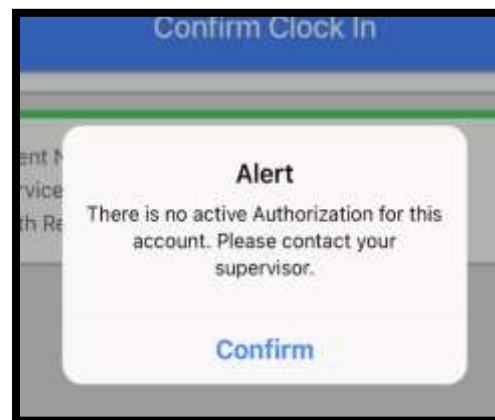 Confirm Clock In
Alert
There is no active Authorization for this
account. Please contact your
supervisor.
Confirm